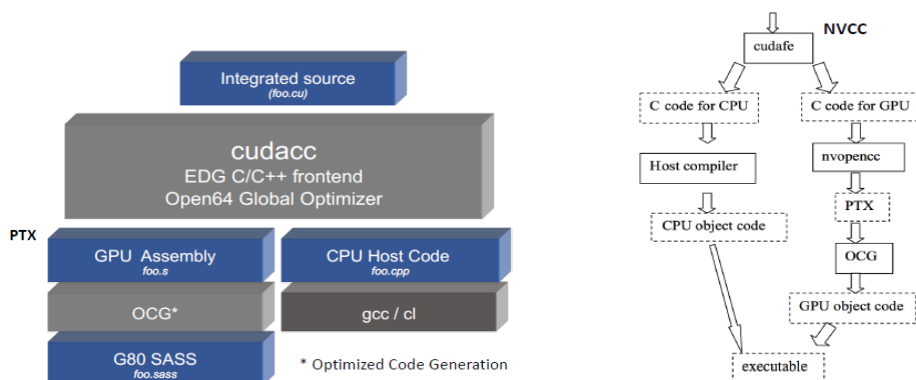 Integrated source
(foo.cu)
cudacc
EDG C/C++ frontend
Open64 Global Optimizer
PTX
GPU Assembly
foo.s
CPU Host Code
foo.cpp
OCG*
gcc / cl
G80 SASS
foo.sass
* Optimized Code Generation
NVCC
cudafe
C code for CPU
C code for GPU
Host compiler
nvopencc
PTX
CPU object code
OCG
GPU object code
executable